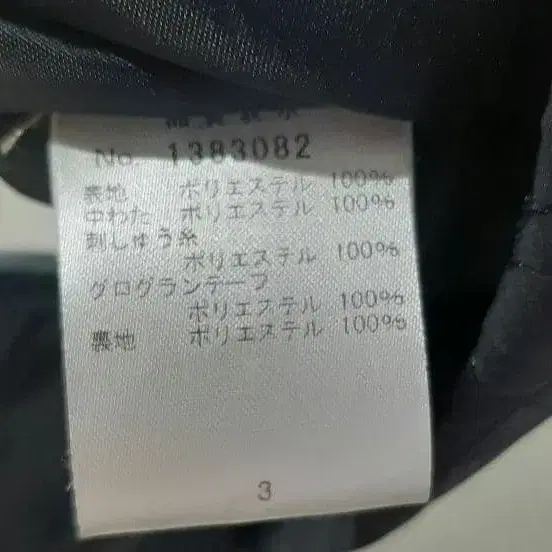 No. 1383082
表地 ポリエステル 100%
中わた ポリエステル 100%
刺しゅう糸
ポリエステル 100%
グログランテープ
ポリエステル 100%
裏地 ポリエステル 100%
3